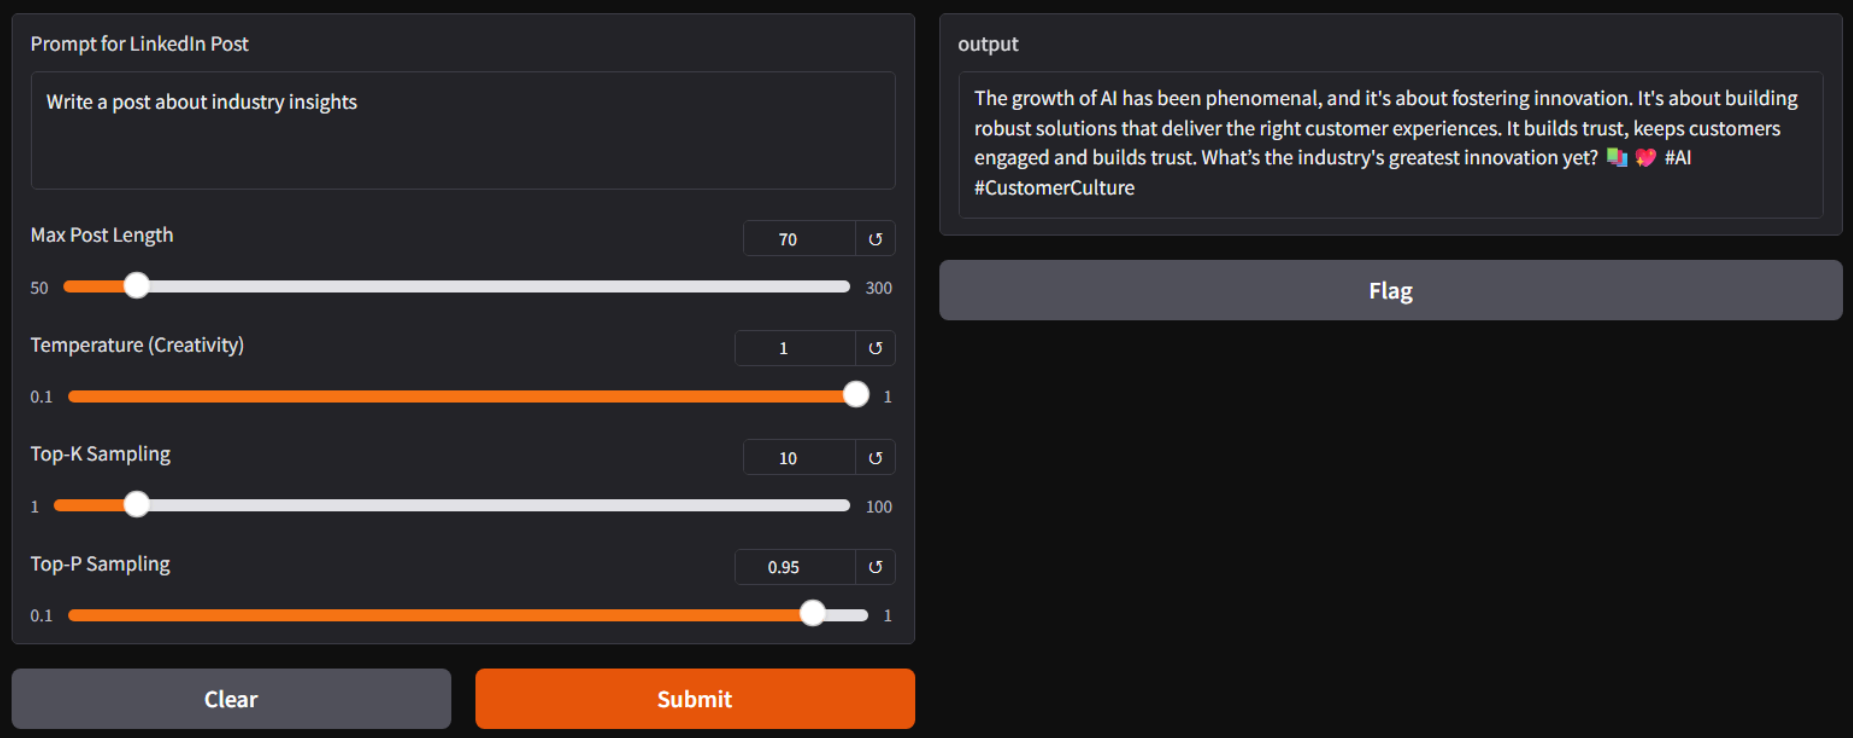 Prompt for LinkedIn Post
Write a post about industry insights
Max Post Length
70
↺
50
300
Temperature (Creativity)
1
↺
0.1
1
Top-K Sampling
10
↺
1
100
Top-P Sampling
0.95
↺
0.1
1
Clear
Submit
output
The growth of AI has been phenomenal, and it's about fostering innovation. It's about building
robust solutions that deliver the right customer experiences. It builds trust, keeps customers
engaged and builds trust. What’s the industry's greatest innovation yet? 📚 💖 #AI
#CustomerCulture
Flag